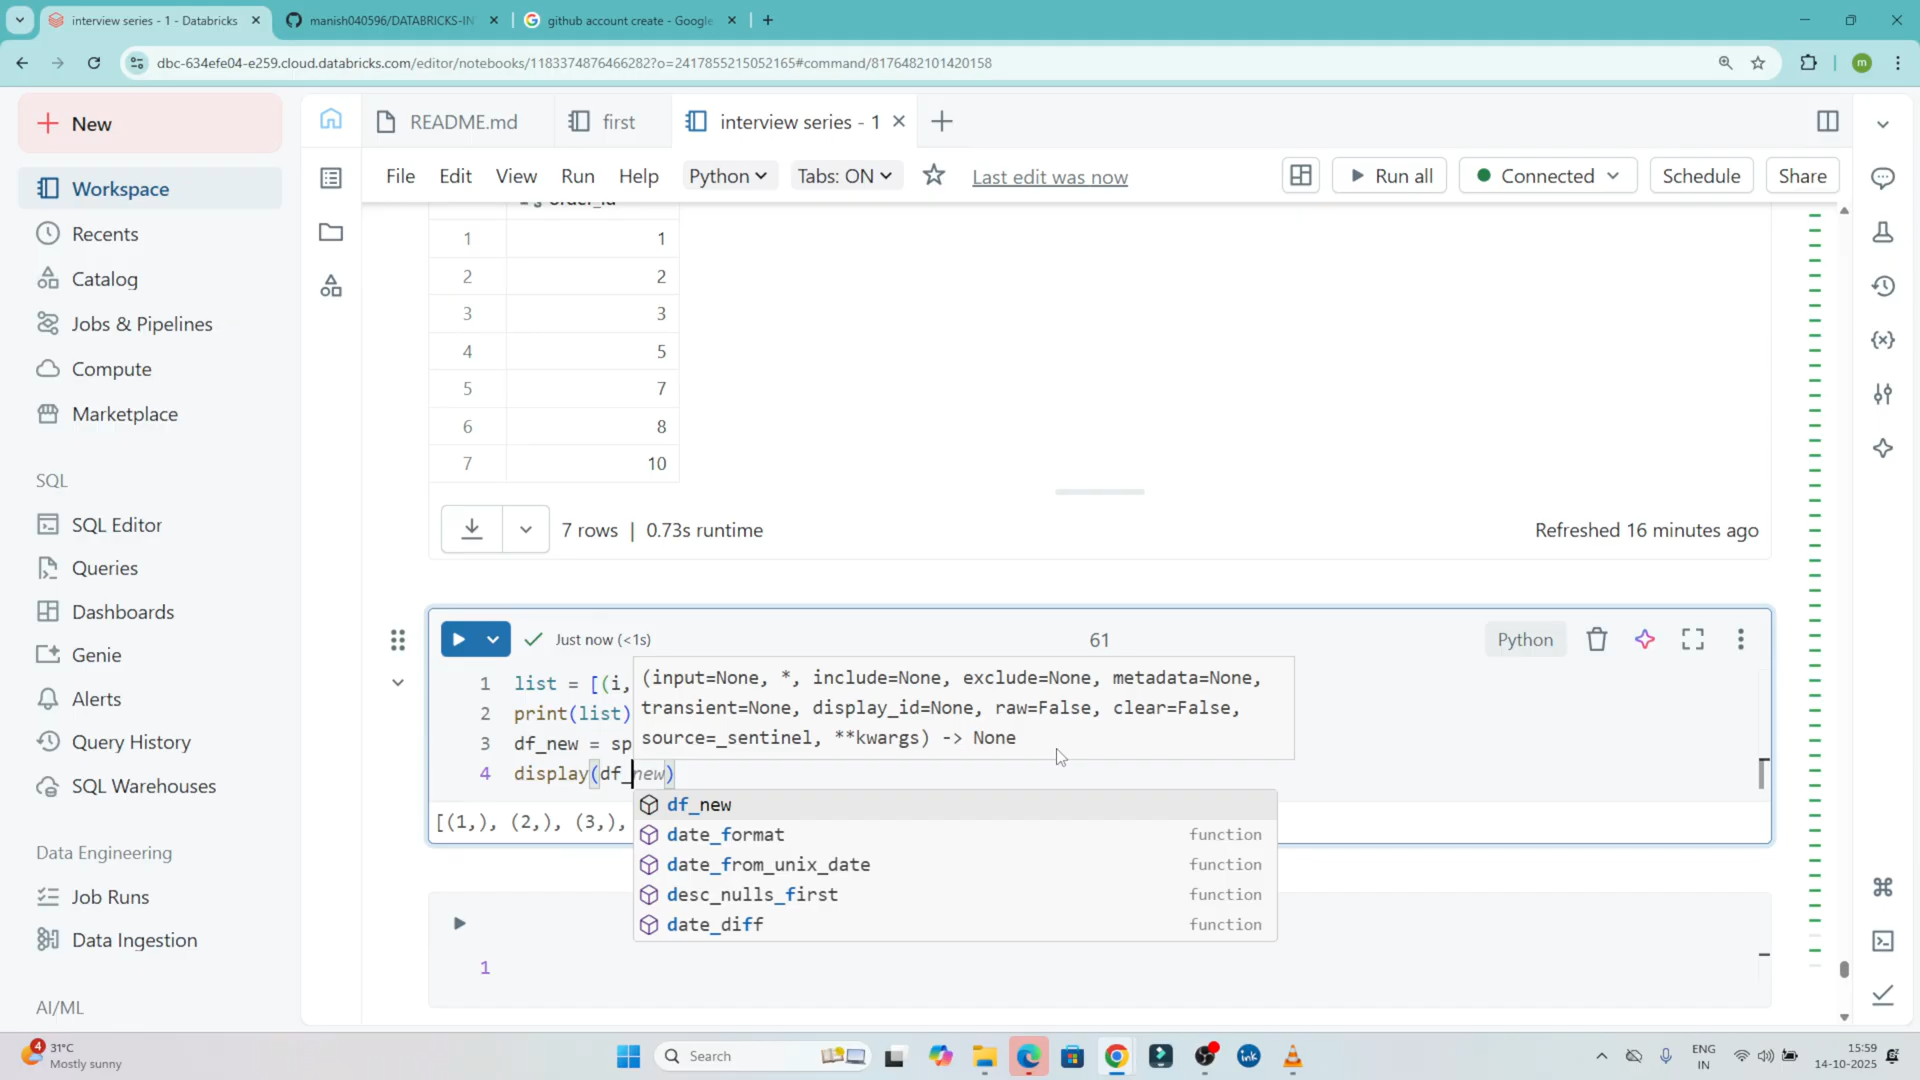 interview series - 1 - Databricks
manish040596/DATABRICKS-IN
github account create - Google
dbc-634efe04-e259.cloud.databricks.com/editor/notebooks/1183374876466282?o=2417855215052165#command/8176482101420158
m
New
README.md
first
interview series - 1
Workspace
File
Edit
View
Run
Help
Python
Tabs: ON
Last edit was now
Run all
Connected
Schedule
Share
Recents
Catalog
Jobs & Pipelines
Compute
Marketplace
SQL
SQL Editor
Queries
Dashboards
Genie
Alerts
Query History
SQL Warehouses
Data Engineering
Job Runs
Data Ingestion
AI/ML
order_id
1 1
2 2
3 3
4 5
5 7
6 8
7 10
7 rows | 0.73s runtime
Refreshed 16 minutes ago
Just now (<1s)
61
Python
1 list = [(i,
2 print(list)
3 df_new = sp
4 display(df_new)
(input=None, *, include=None, exclude=None, metadata=None,
transient=None, display_id=None, raw=False, clear=False,
source=_sentinel, **kwargs) -> None
df_new
date_format function
date_from_unix_date function
desc_nulls_first function
date_diff function
[(1,), (2,), (3,),
1
4
31°C
Mostly sunny
Search
ink
ENG
IN
15:59
14-10-2025